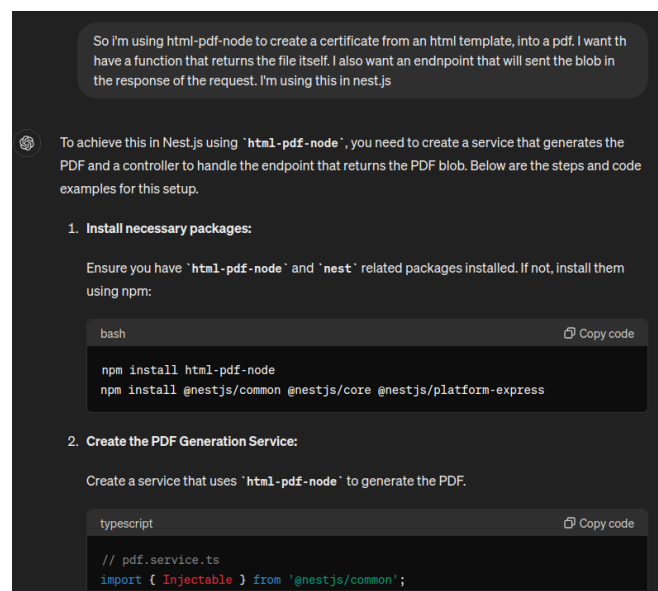 So i'm using html-pdf-node to create a certificate from an html template, into a pdf. I want th
have a function that returns the file itself. I also want an endnpoint that will sent the blob in
the response of the request. I'm using this in nest.js
To achieve this in Nest.js using `html-pdf-node`, you need to create a service that generates the
PDF and a controller to handle the endpoint that returns the PDF blob. Below are the steps and code
examples for this setup.
1. Install necessary packages:
Ensure you have `html-pdf-node` and `nest` related packages installed. If not, install them
using npm:
bash Copy code
npm install html-pdf-node
npm install @nestjs/common @nestjs/core @nestjs/platform-express
2. Create the PDF Generation Service:
Create a service that uses `html-pdf-node` to generate the PDF.
typescript Copy code
// pdf.service.ts
import { Injectable } from '@nestjs/common';